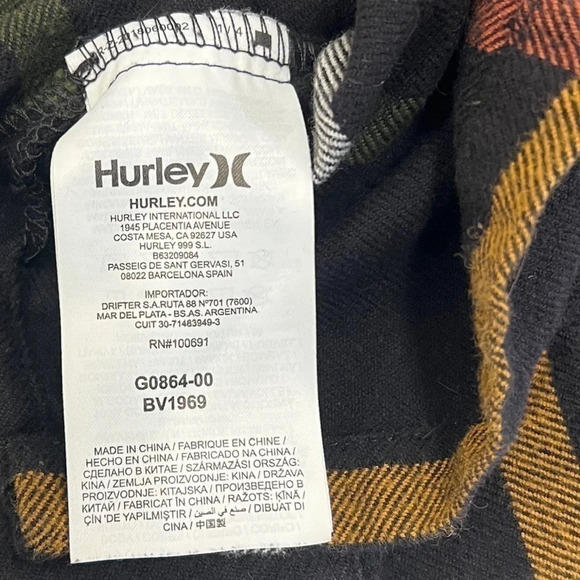 Hurley
HURLEY.COM
HURLEY INTERNATIONAL LLC
1945 PLACENTIA AVENUE
COSTA MESA, CA 92627 USA
HURLEY 999 S.L.
B63209084
PASSEIG DE SANT GERVASI, 51
08022 BARCELONA SPAIN
IMPORTADOR:
DRIFTER S.A.RUTA 88 Nº701 (7600)
MAR DEL PLATA - BS.AS. ARGENTINA
CUIT 30-71463949-3
RN#100691
G0864-00
BV1969
MADE IN CHINA / FABRIQUE EN CHINE /
HECHO EN CHINA / FABRICADO NA CHINA /
СДЕЛАНО В КИТАЕ / SZÁRMAZÁSI ORSZÁG:
KÍNA / ZEMLJA PROIZVODNJE: KINA / DRŽAVA
PROIZVODNJE: KITAJSKA / ПРОИЗВЕДЕНО В
КИТАЙ / FABRICAT ÎN CHINA / RAŽOTS: ĶĪNĀ /
ÇİN 'DE YAPILMIŞTIR / صنع في الصين / DIBUAT DI
CINA / 中国製